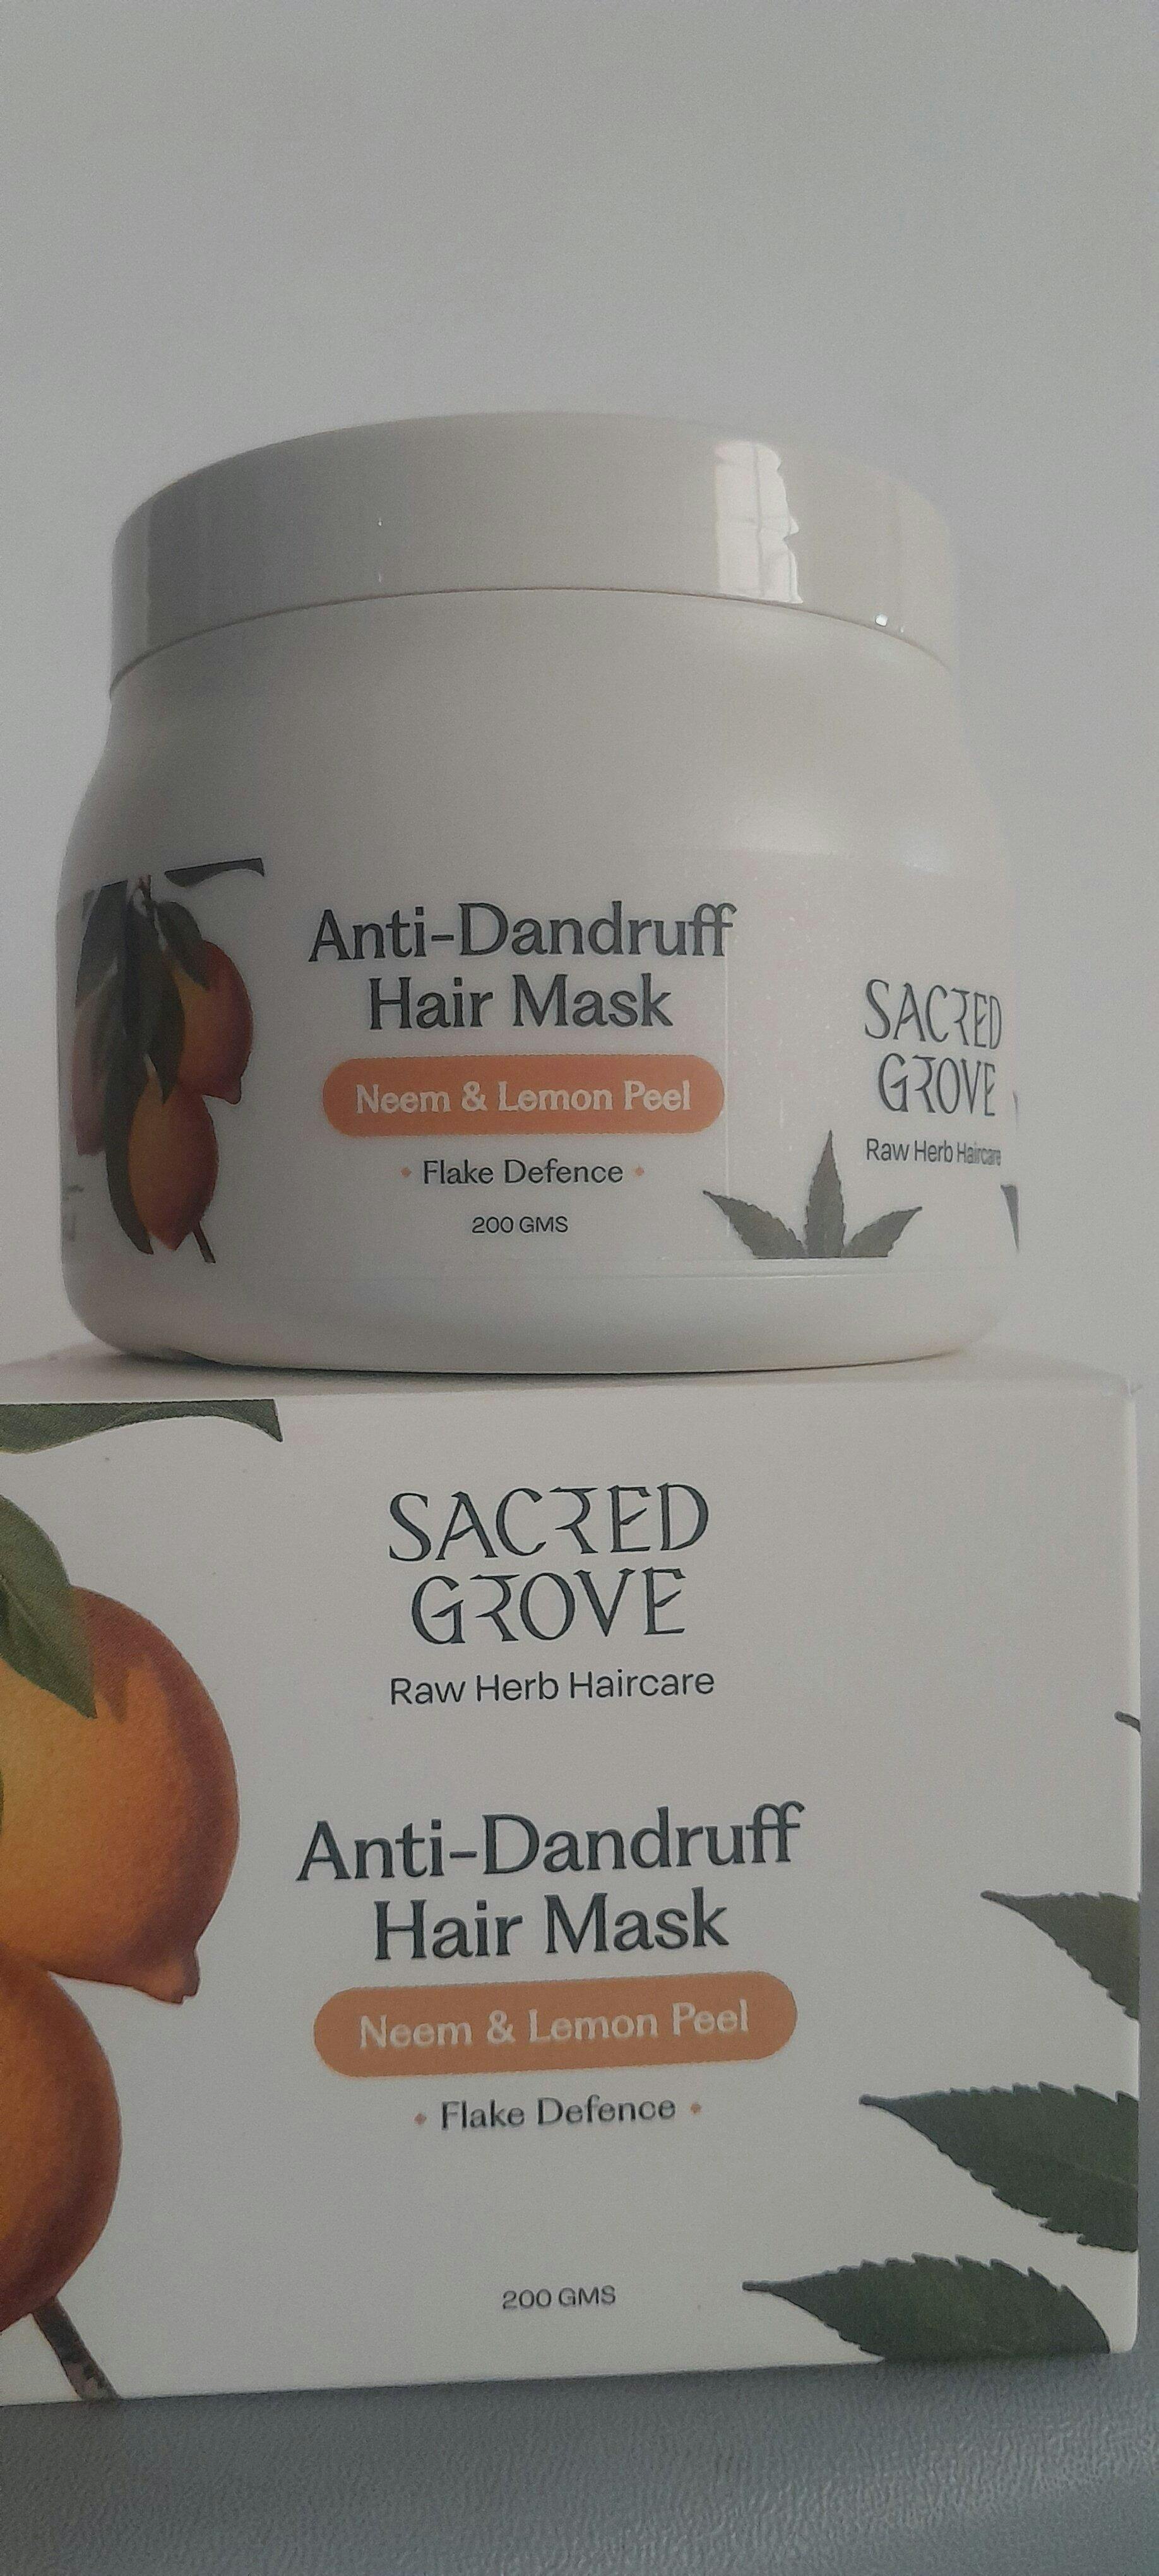 Anti-Dandruff
Hair Mask
Neem & Lemon Peel
Flake Defence
200 GMS
SACRED
GROVE
Raw Herb Haircare
SACRED
GROVE
Raw Herb Haircare
Anti-Dandruff
Hair Mask
Neem & Lemon Peel
• Flake Defence •
200 GMS